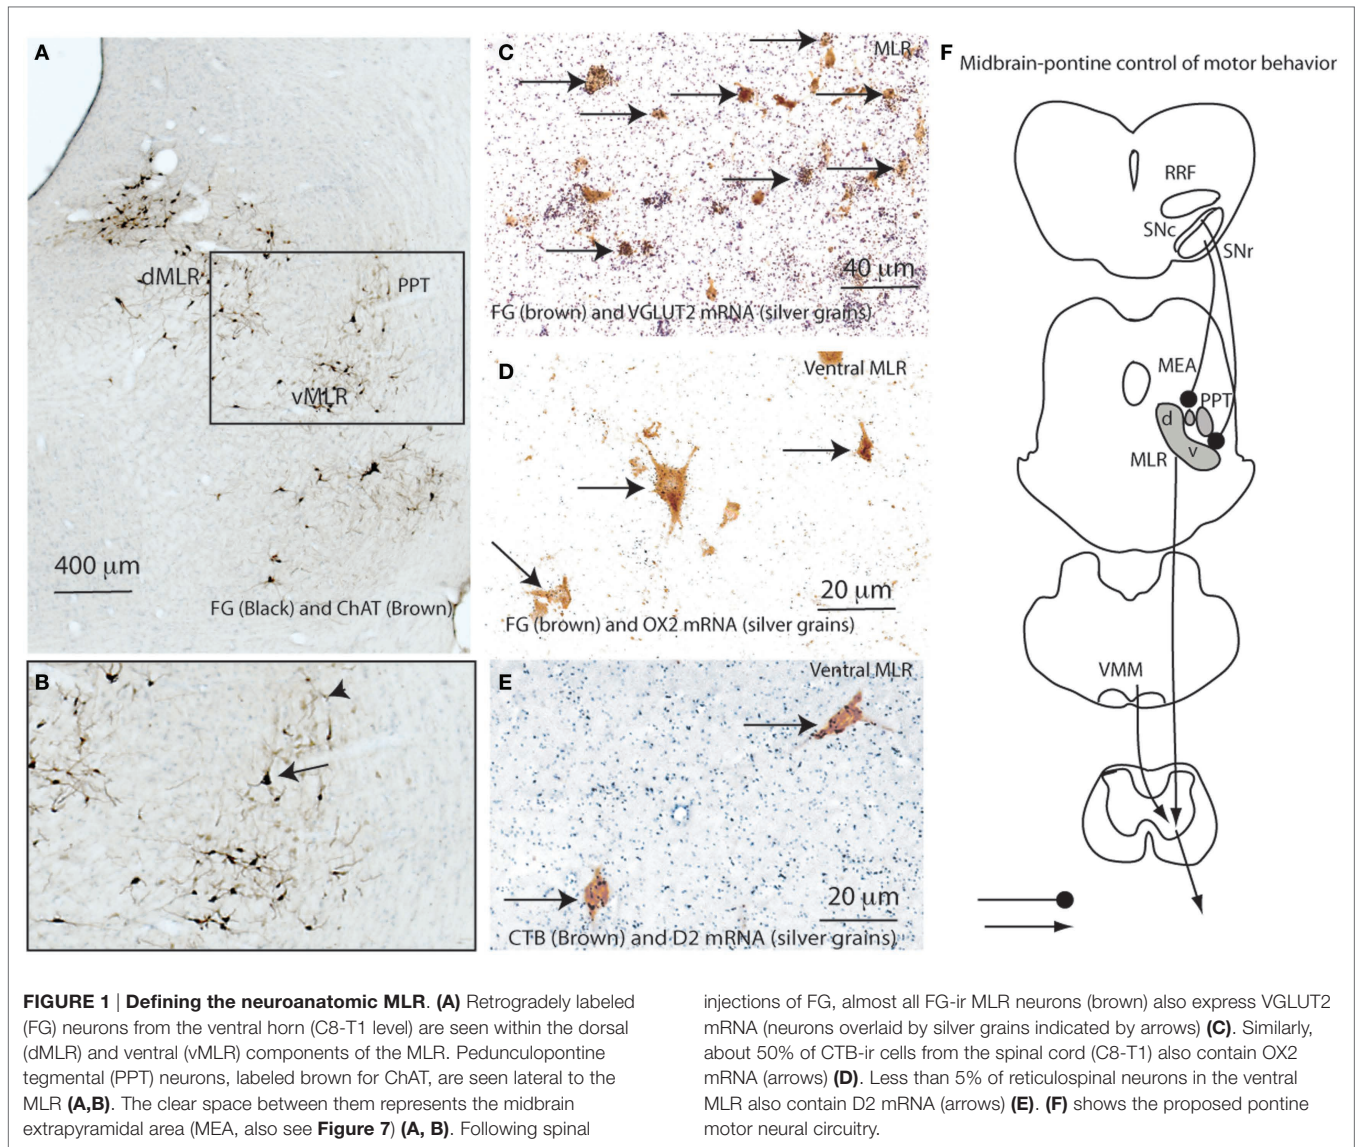 A
dMLR
PPT
vMLR
400 μm
FG (Black) and ChAT (Brown)
B
C
MLR
40 μm
FG (brown) and VGLUT2 mRNA (silver grains)
D
Ventral MLR
20 μm
FG (brown) and OX2 mRNA (silver grains)
E
Ventral MLR
20 μm
CTB (Brown) and D2 mRNA (silver grains)
F
Midbrain-pontine control of motor behavior
RRF
SNc
SNr
MEA
PPT
d
v
MLR
VMM
FIGURE 1 | Defining the neuroanatomic MLR. (A) Retrogradely labeled
(FG) neurons from the ventral horn (C8-T1 level) are seen within the dorsal
(dMLR) and ventral (vMLR) components of the MLR. Pedunculopontine
tegmental (PPT) neurons, labeled brown for ChAT, are seen lateral to the
MLR (A,B). The clear space between them represents the midbrain
extrapyramidal area (MEA, also see Figure 7) (A, B). Following spinal
injections of FG, almost all FG-ir MLR neurons (brown) also express VGLUT2
mRNA (neurons overlaid by silver grains indicated by arrows) (C). Similarly,
about 50% of CTB-ir cells from the spinal cord (C8-T1) also contain OX2
mRNA (arrows) (D). Less than 5% of reticulospinal neurons in the ventral
MLR also contain D2 mRNA (arrows) (E). (F) shows the proposed pontine
motor neural circuitry.